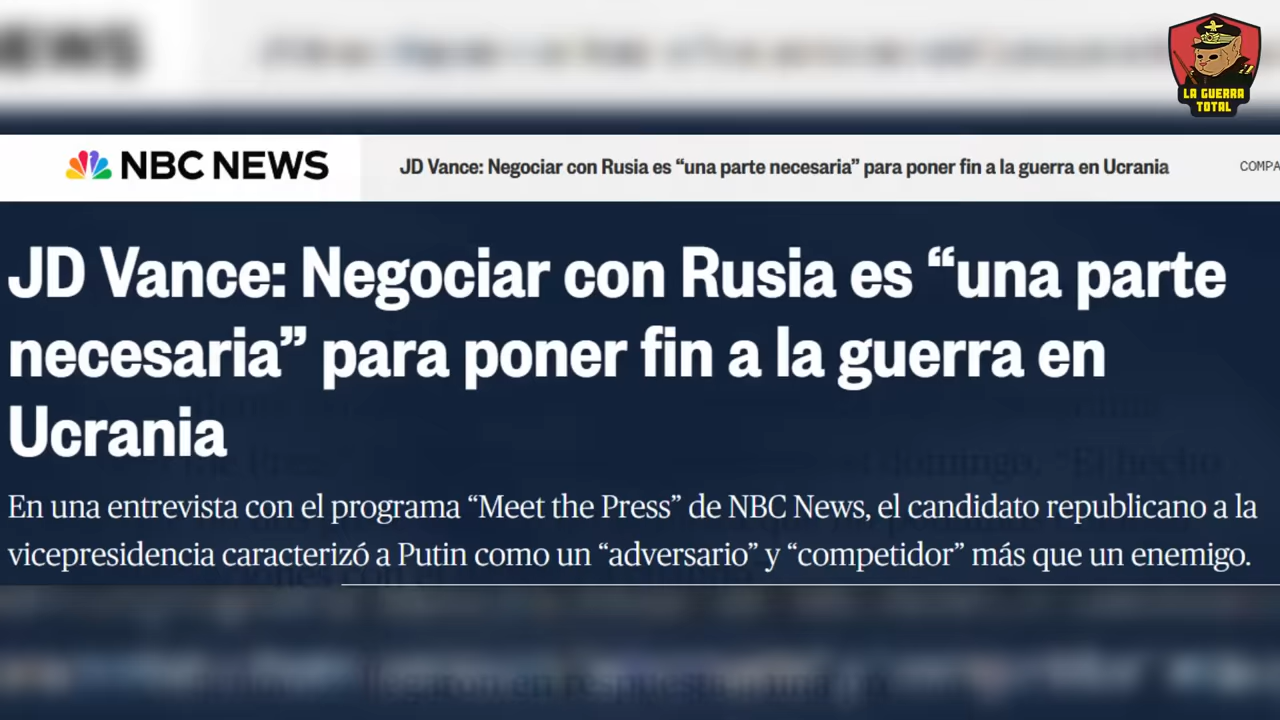 EWS
LA GUERRA
TOTAL
NBC NEWS
JD Vance: Negociar con Rusia es “una parte necesaria” para poner fin a la guerra en Ucrania
COMPA
JD Vance: Negociar con Rusia es “una parte
necesaria” para poner fin a la guerra en
Ucrania
En una entrevista con el programa “Meet the Press” de NBC News, el candidato republicano a la
vicepresidencia caracterizó a Putin como un “adversario” y “competidor” más que un enemigo.